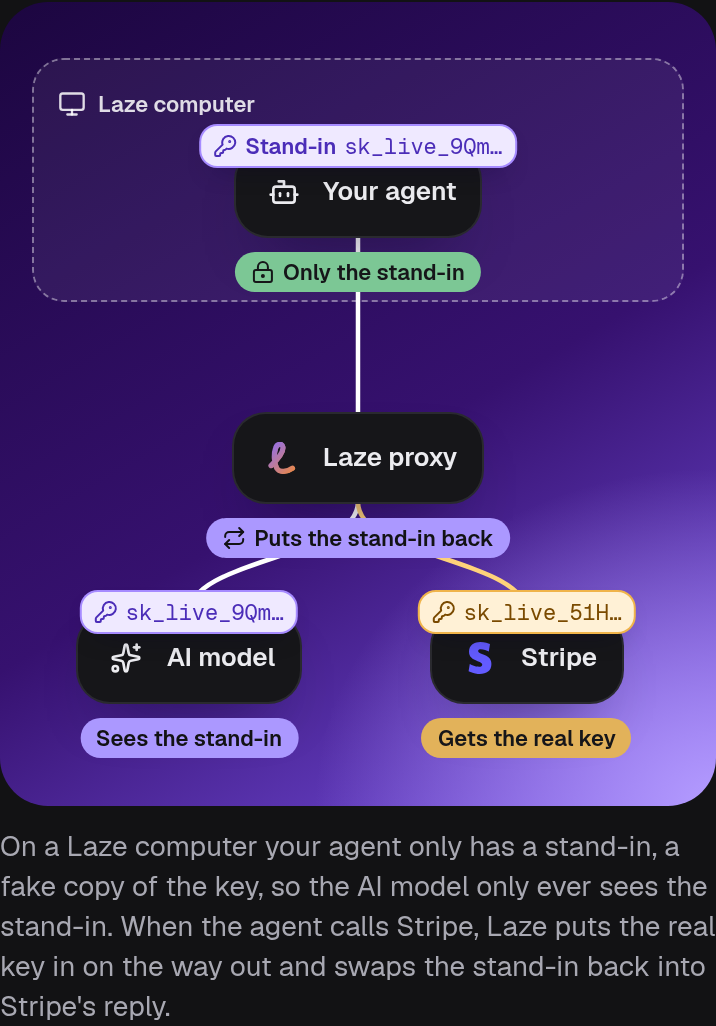 Laze computer
Stand-in sk_live_9Qm…
Your agent
Only the stand-in
Laze proxy
Puts the stand-in back
sk_live_9Qm…
AI model
Sees the stand-in
sk_live_51H…
Stripe
Gets the real key
On a Laze computer your agent only has a stand-in, a
fake copy of the key, so the AI model only ever sees the
stand-in. When the agent calls Stripe, Laze puts the real
key in on the way out and swaps the stand-in back into
Stripe's reply.